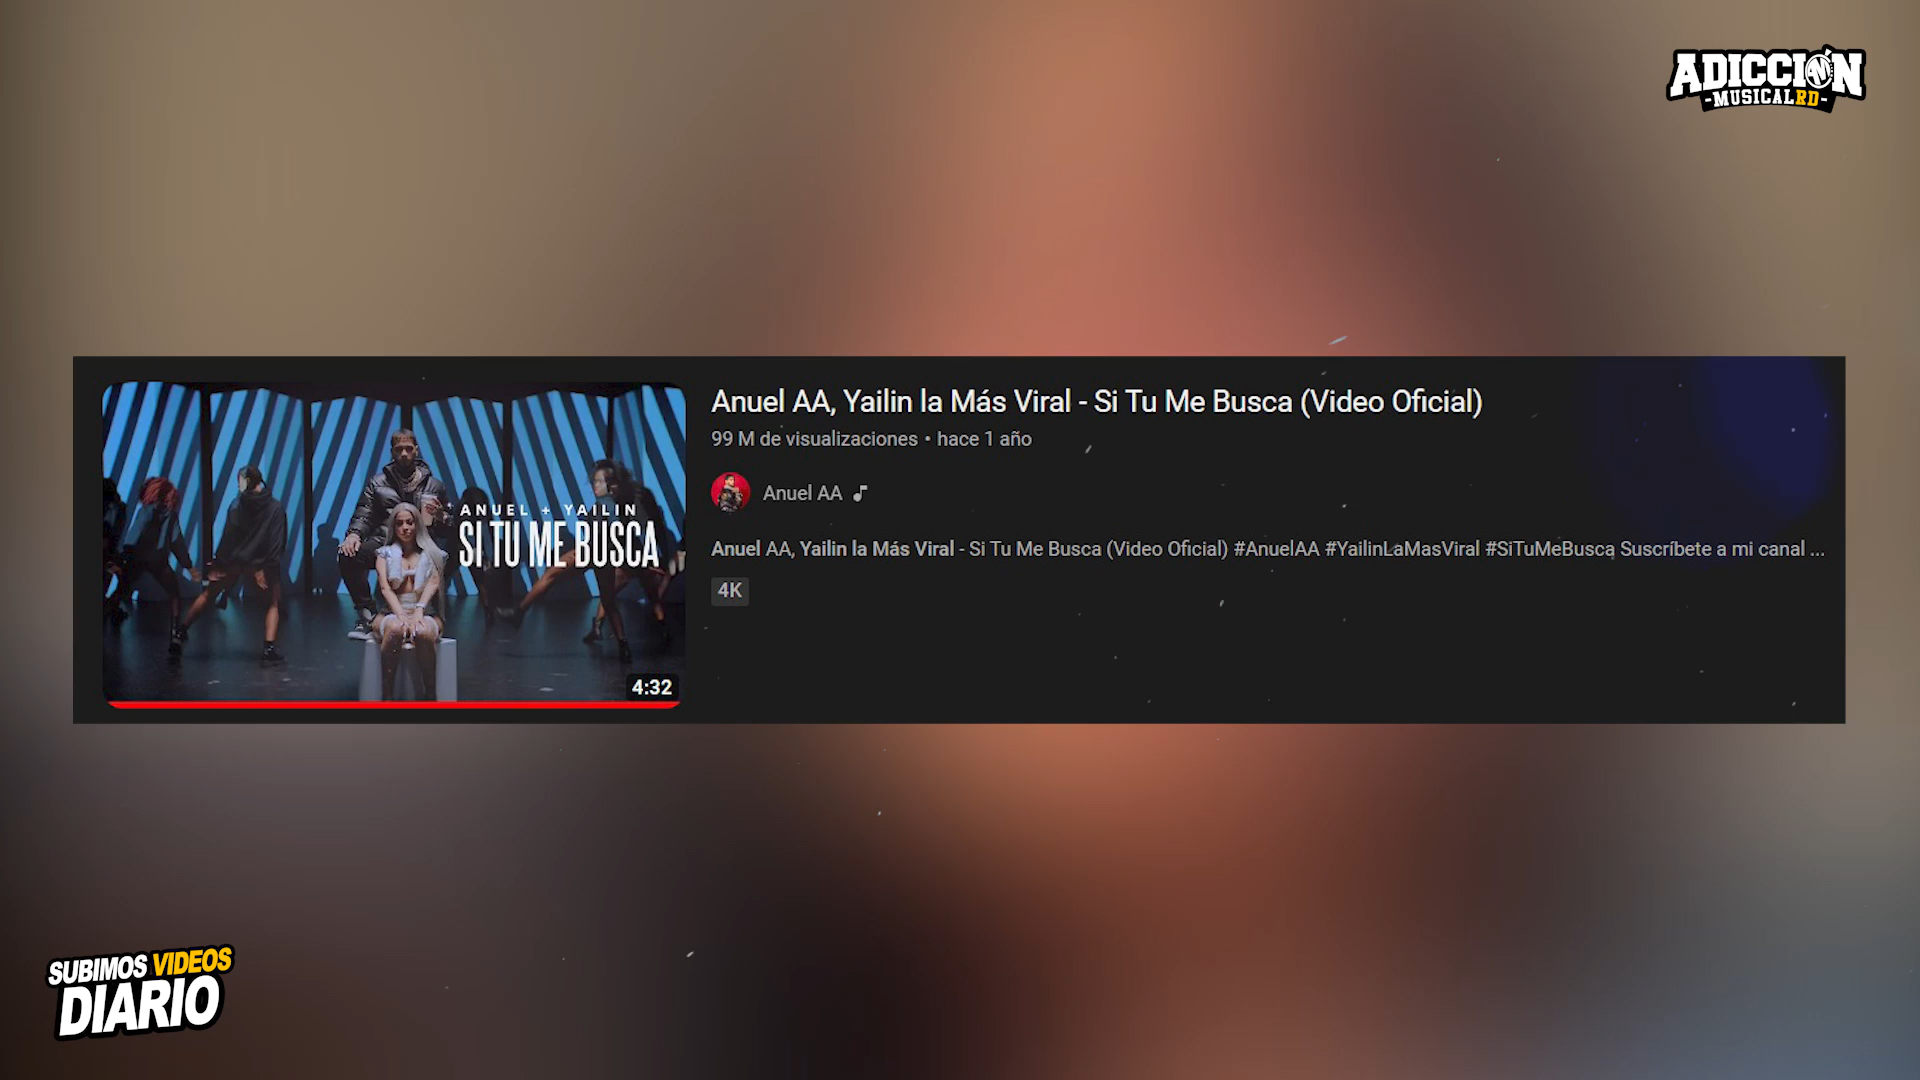 ADICCIÓN
-MUSICALRD-
Anuel AA, Yailin la Más Viral - Si Tu Me Busca (Video Oficial)
99 M de visualizaciones • hace 1 año
Anuel AA
ANUEL + YAILIN
SI TU ME BUSCA
Anuel AA, Yailin la Más Viral - Si Tu Me Busca (Video Oficial) #AnuelAA #YailinLaMasViral #SiTuMeBusca Suscríbete a mi canal ...
4K
4:32
SUBIMOS VIDEOS
DIARIO